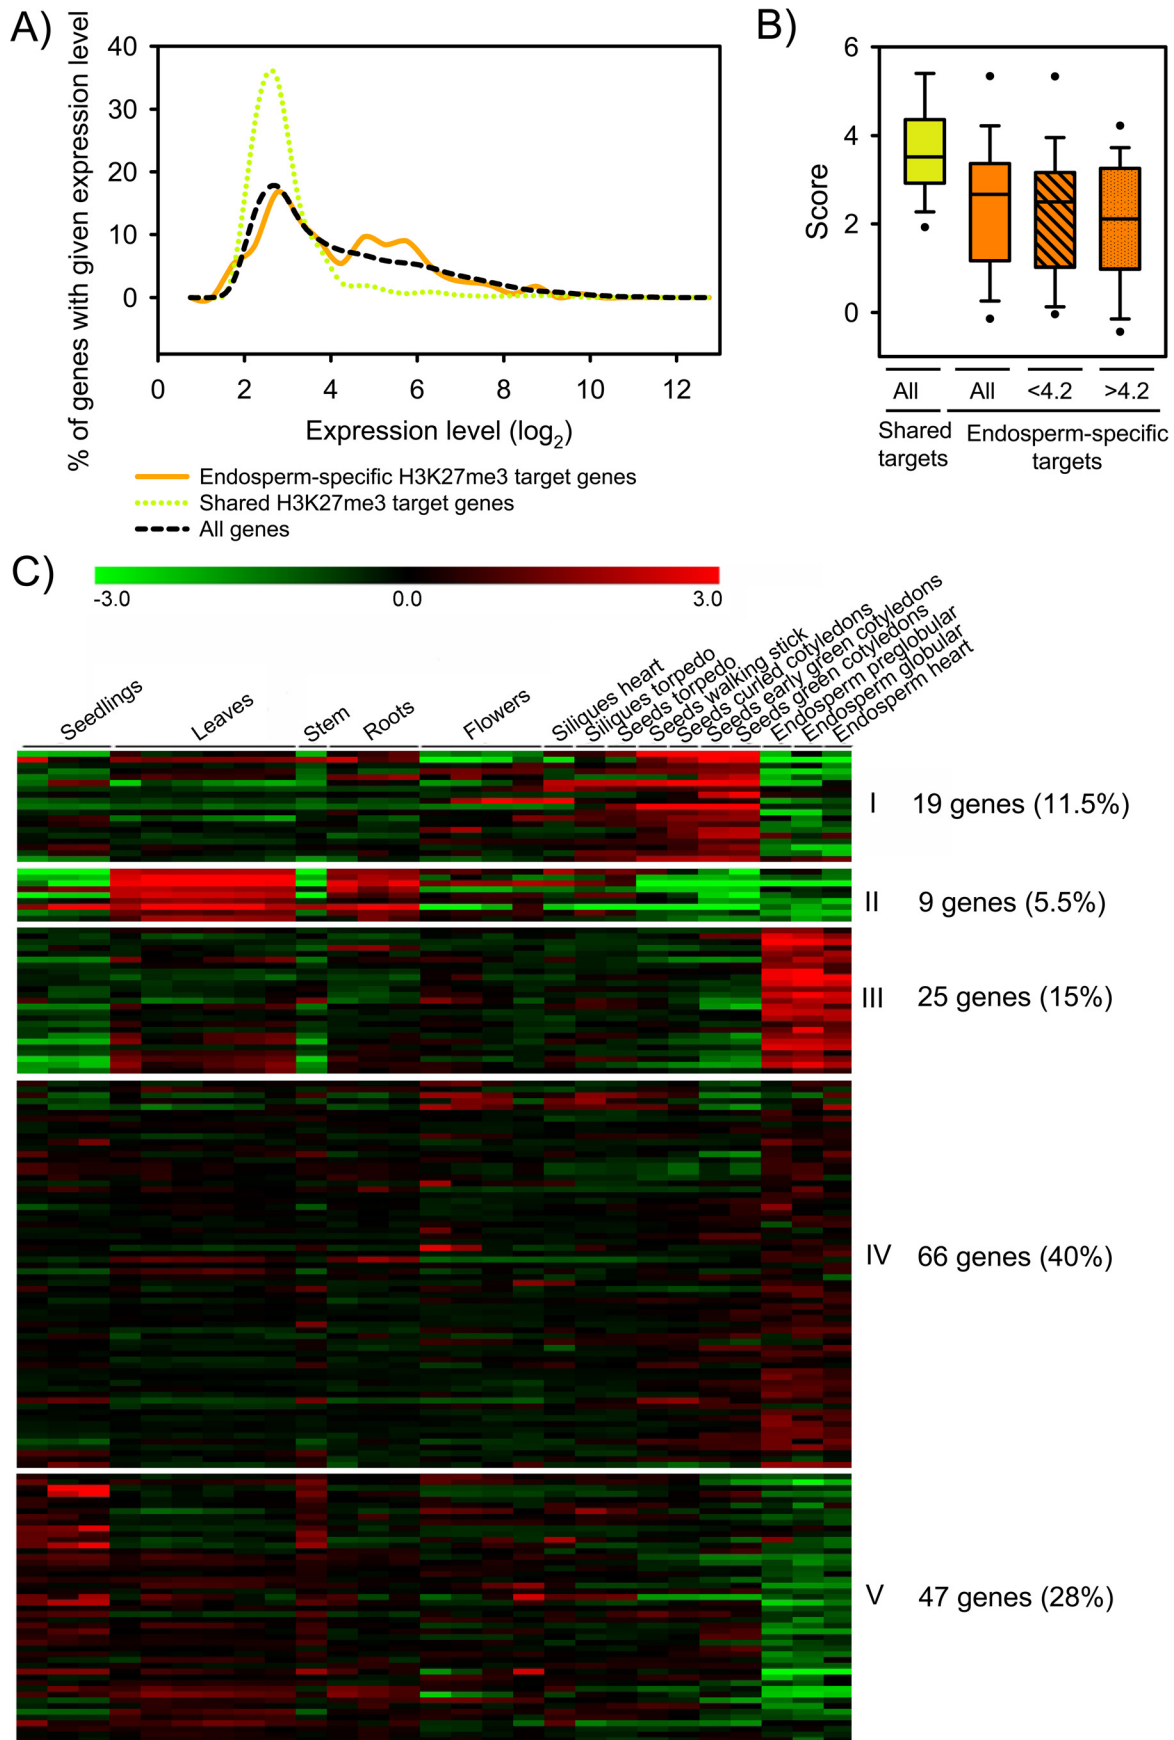 A)
% of genes with given expression level
40
30
20
10
0
0 2 4 6 8 10 12
Expression level (log2)
Endosperm-specific H3K27me3 target genes
Shared H3K27me3 target genes
All genes
B)
Score
6
4
2
0
All All <4.2 >4.2
Shared targets
Endosperm-specific targets
C)
-3.0 0.0 3.0
Seedlings
Leaves
Stem
Roots
Flowers
Siliques heart
Siliques torpedo
Seeds torpedo
Seeds walking stick
Seeds curled cotyledons
Seeds early green cotyledons
Seeds green cotyledons
Endosperm preglobular
Endosperm globular
Endosperm heart
I 19 genes (11.5%)
II 9 genes (5.5%)
III 25 genes (15%)
IV 66 genes (40%)
V 47 genes (28%)